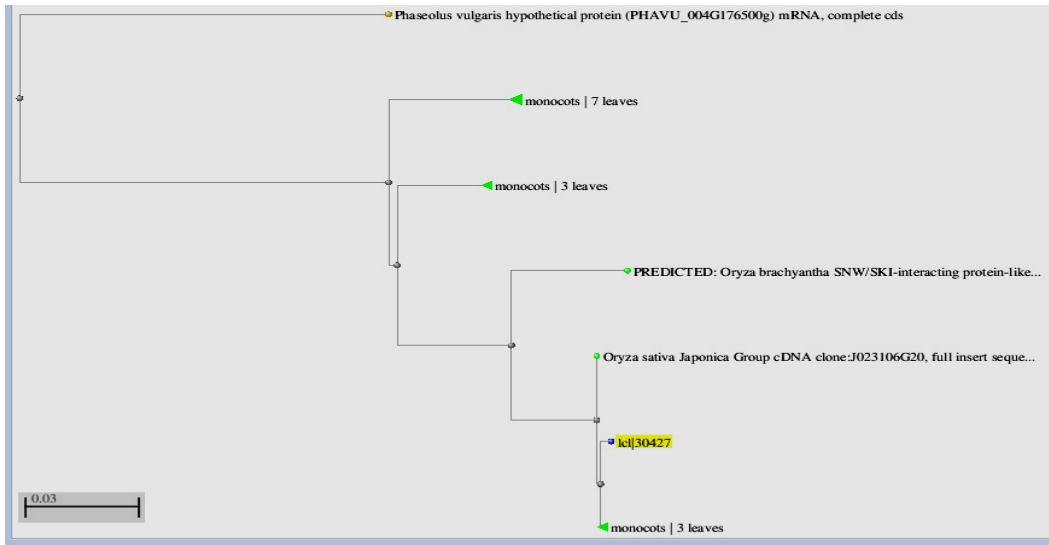 Phaseolus vulgaris hypothetical protein (PHAVU_004G176500g) mRNA, complete cds
monocots | 7 leaves
monocots | 3 leaves
PREDICTED: Oryza brachyantha SNW/SKI-interacting protein-like...
Oryza sativa Japonica Group cDNA clone:J023106G20, full insert seque...
lcl|30427
0.03
monocots | 3 leaves